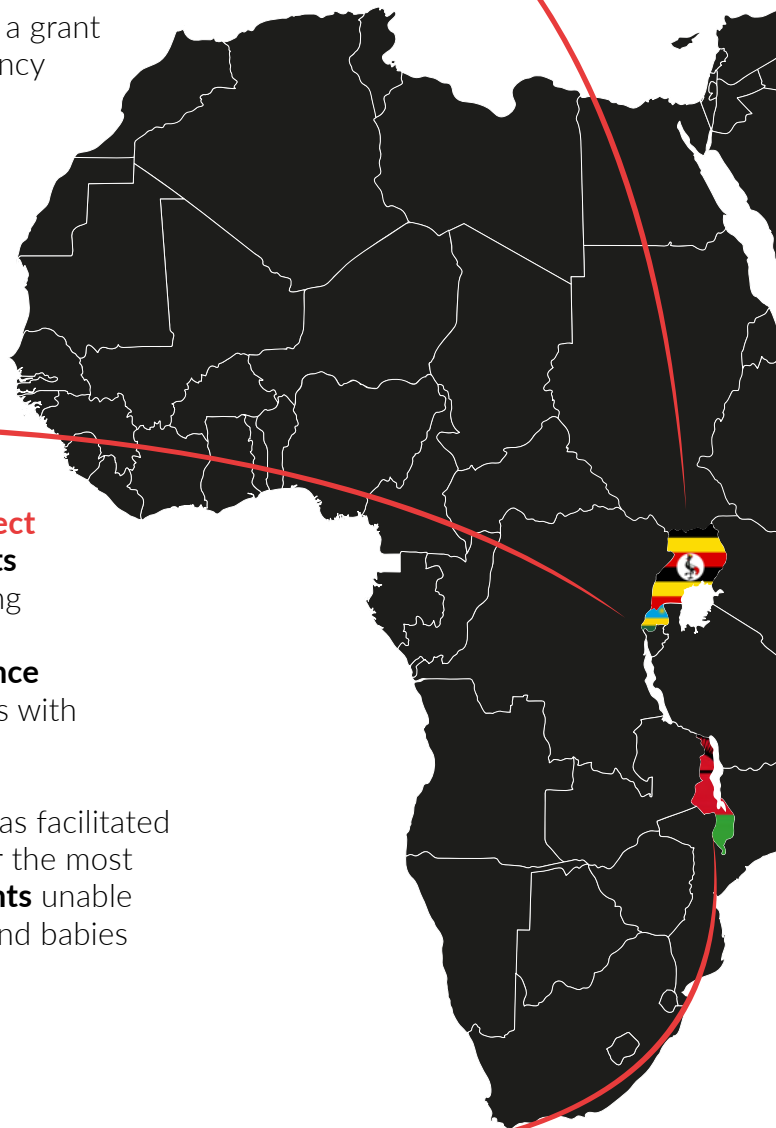 a grant
ncy
ect
ts
ng
nce
s with
as facilitated
r the most
nts unable
nd babies